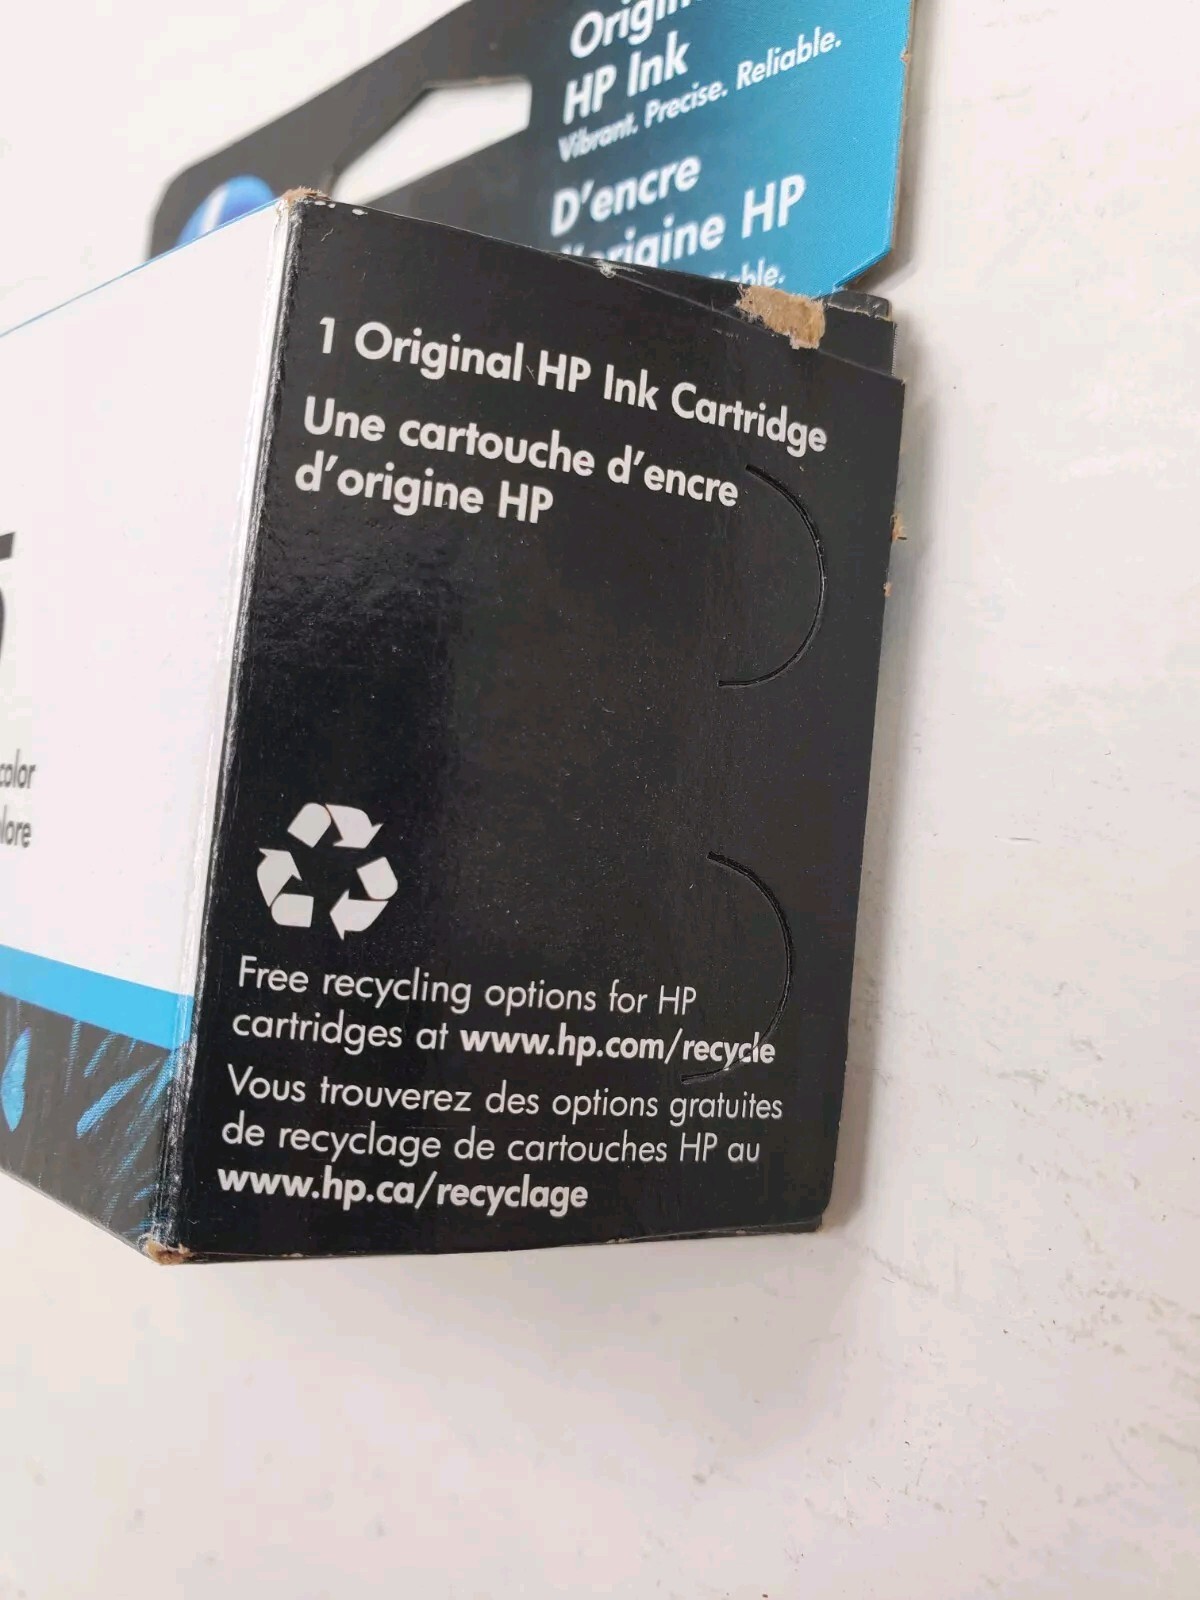 HP Ink
Vibrant. Precise. Reliable.
D'encre
d'origine HP
1 Original HP Ink Cartridge
Une cartouche d'encre
d'origine HP
color
Free recycling options for HP
cartridges at www.hp.com/recycle
Vous trouverez des options gratuites
de recyclage de cartouches HP au
www.hp.ca/recyclage